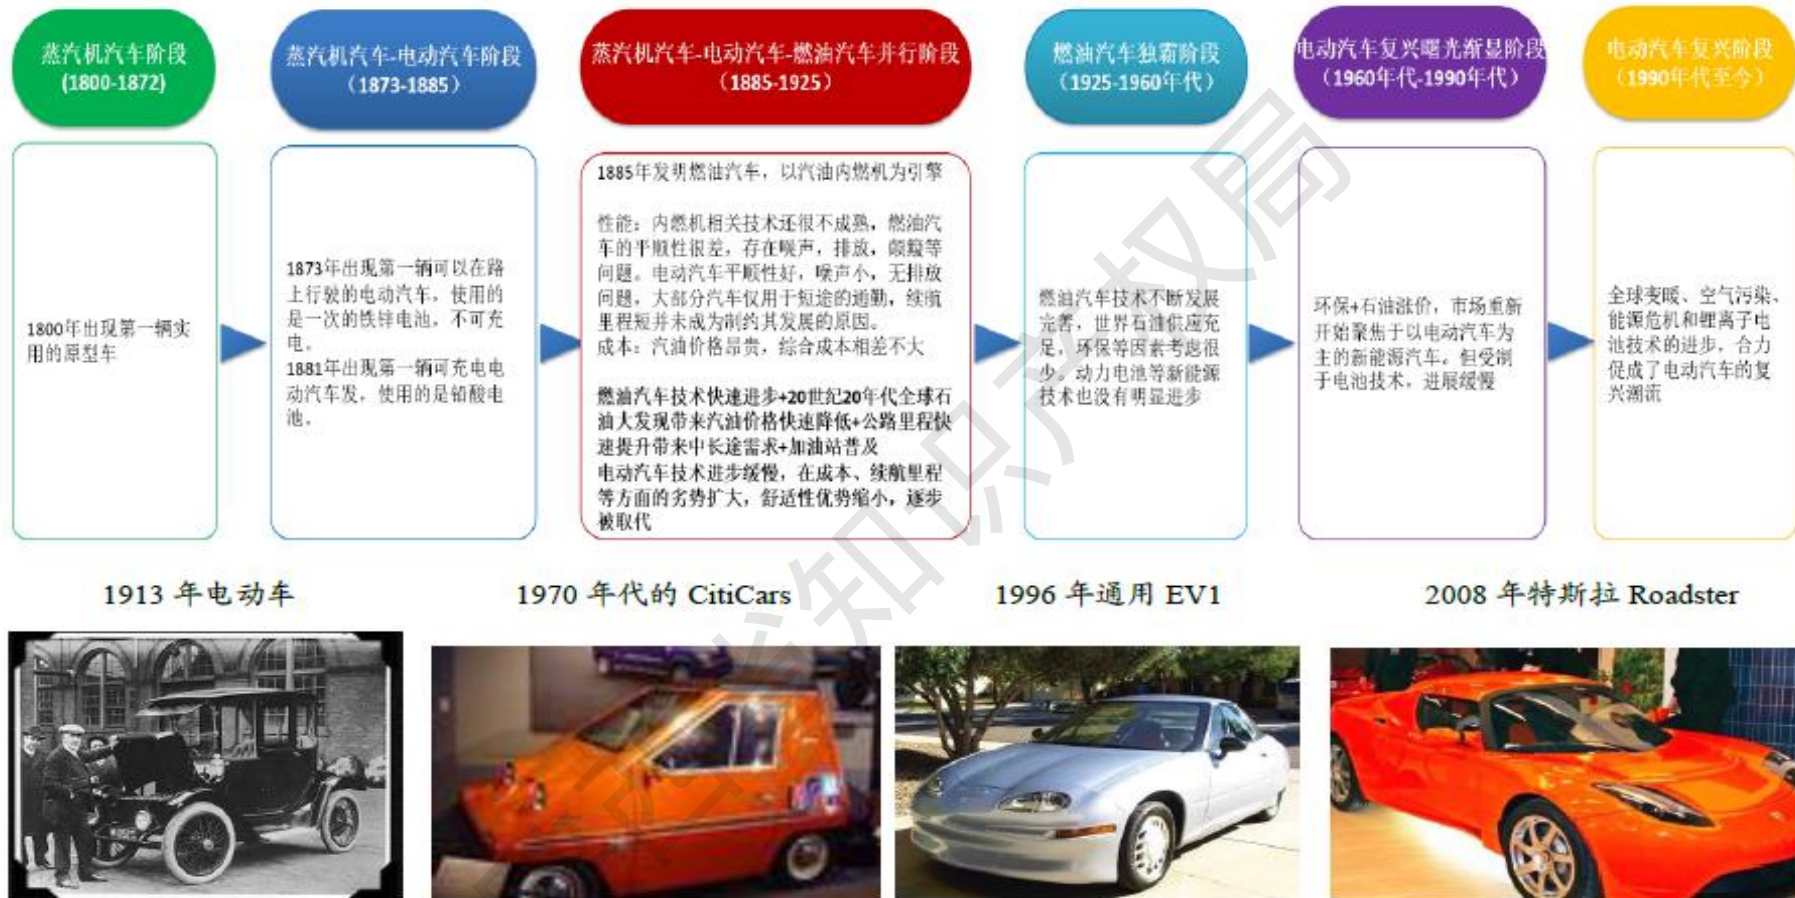 蒸汽机汽车阶段
(1800-1872)
蒸汽机汽车-电动汽车阶段
（1873-1885）
蒸汽机汽车-电动汽车-燃油汽车并行阶段
（1885-1925）
燃油汽车独霸阶段
（1925-1960年代）
电动汽车复兴曙光渐显阶段
（1960年代-1990年代）
电动汽车复兴阶段
（1990年代至今）
1800年出现第一辆实
用的原型车
1873年出现第一辆可以在路
上行驶的电动汽车，使用的
是一次的铁锌电池，不可充
电。
1881年出现第一辆可充电电
动汽车发，使用的是铅酸电
池。
1885年发明燃油汽车，以汽油内燃机为引擎
性能：内燃机相关技术还很不成熟，燃油汽
车的平顺性很差，存在噪声，排放，颠簸等
问题。电动汽车平顺性好，噪声小，无排放
问题，大部分汽车仅用于短途的通勤，续航
里程短并未成为制约其发展的原因。
成本：汽油价格昂贵，综合成本相差不大
燃油汽车技术快速进步+20世纪20年代全球石
油大发现带来汽油价格快速降低+公路里程快
速提升带来中长途需求+加油站普及
电动汽车技术进步缓慢，在成本、续航里程
等方面的劣势扩大，舒适性优势缩小，逐步
被取代
燃油汽车技术不断发展
完善，世界石油供应充
足，环保等因素考虑很
少。动力电池等新能源
技术也没有明显进步
环保+石油涨价，市场重新
开始聚焦于以电动汽车为
主的新能源汽车。但受制
于电池技术，进展缓慢
全球变暖、空气污染、
能源危机和锂离子电
池技术的进步，合力
促成了电动汽车的复
兴潮流
1913 年电动车
1970 年代的 CitiCars
1996 年通用 EV1
2008 年特斯拉 Roadster
省知识产权局